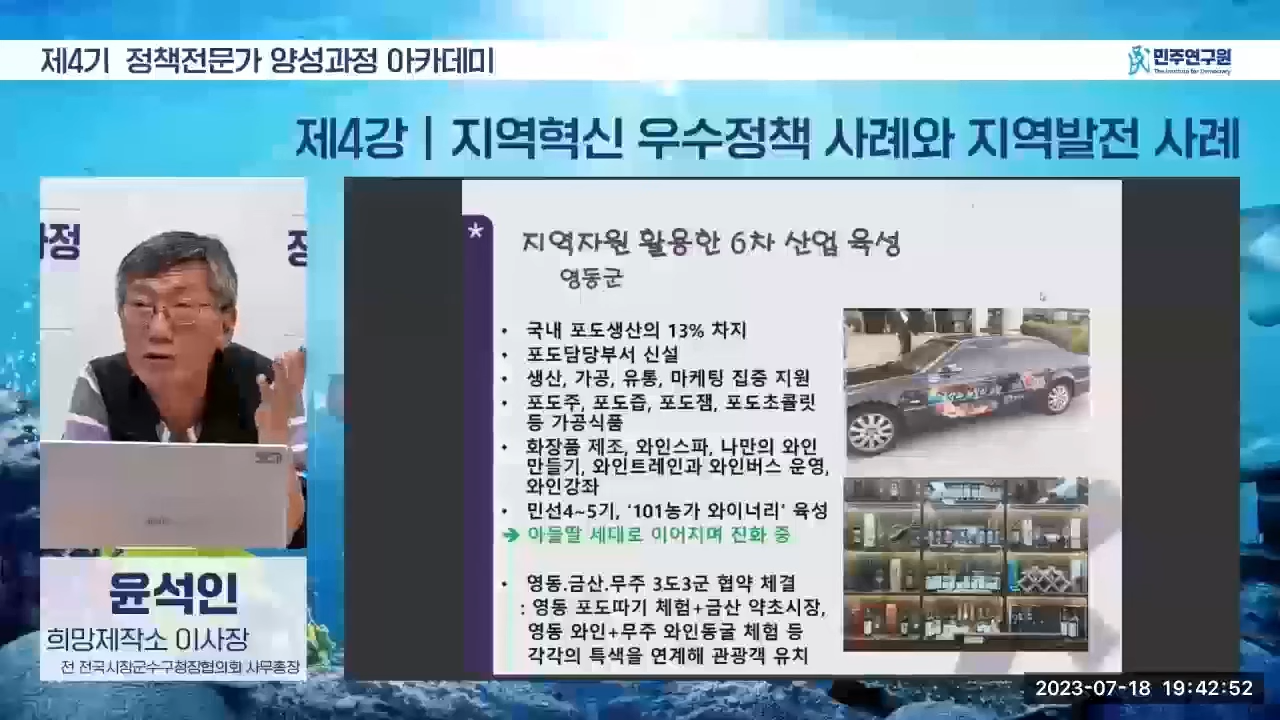 제4기 정책전문가 양성과정 아카데미
민주연구원
The Institute for Democracy
제4강 | 지역혁신 우수정책 사례와 지역발전 사례
과정
*
지역자원 활용한 6차 산업 육성
영동군
• 국내 포도생산의 13% 차지
• 포도담당부서 신설
• 생산, 가공, 유통, 마케팅 집중 지원
• 포도주, 포도즙, 포도잼, 포도초콜릿
등 가공식품
• 화장품 제조, 와인스파, 나만의 와인
만들기, 와인트레인과 와인버스 운영,
와인강좌
• 민선4~5기, '101농가 와이너리' 육성
➔ 아들딸 세대로 이어지며 진화 중
• 영동.금산.무주 3도3군 협약 체결
: 영동 포도따기 체험+금산 약초시장,
영동 와인+무주 와인동굴 체험 등
각각의 특색을 연계해 관광객 유치
윤석인
희망제작소 이사장
전 전국시장군수구청장협의회 사무총장
2023-07-18 19:42:52